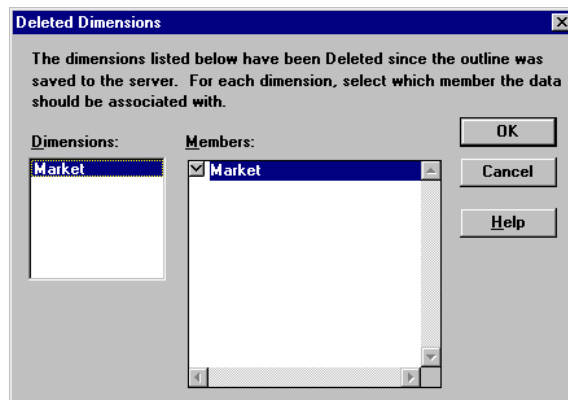 Deleted Dimensions
The dimensions listed below have been Deleted since the outline was
saved to the server. For each dimension, select which member the data
should be associated with.
Dimensions:
Members:
OK
Market
Market
Cancel
Help